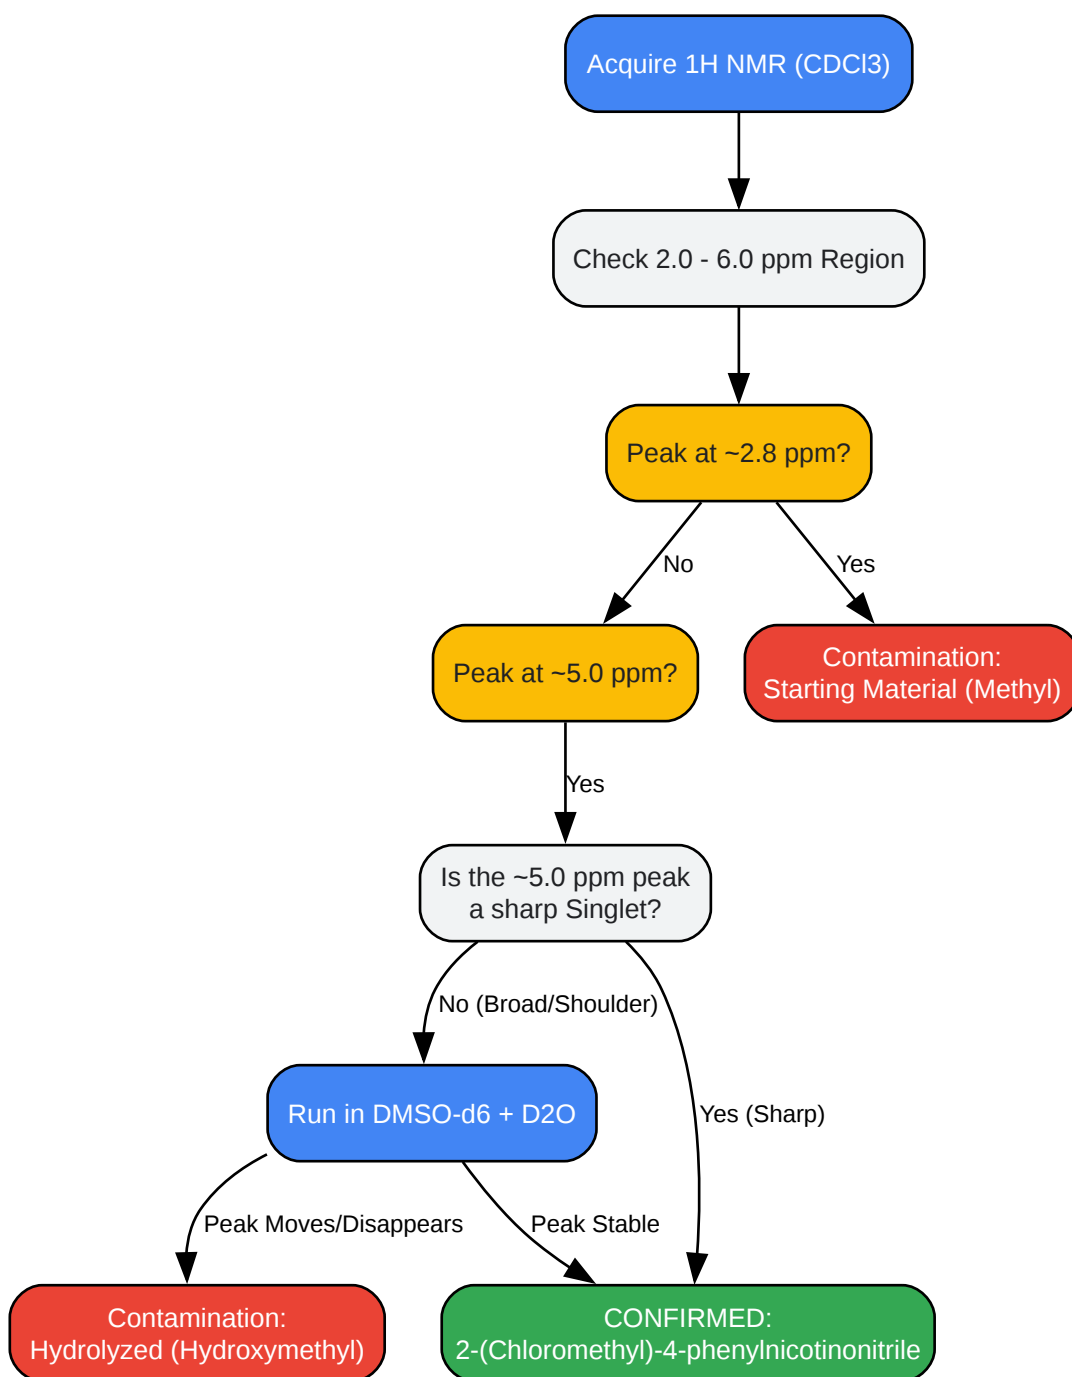 Acquire 1H NMR (CDCl3)
Check 2.0 - 6.0 ppm Region
Peak at ~2.8 ppm?
No
Yes
Peak at ~5.0 ppm?
Contamination:
Starting Material (Methyl)
Yes
Is the ~5.0 ppm peak
a sharp Singlet?
No (Broad/Shoulder)
Run in DMSO-d6 + D2O
Yes (Sharp)
Peak Moves/Disappears
Peak Stable
Contamination:
Hydrolyzed (Hydroxymethyl)
CONFIRMED:
2-(Chloromethyl)-4-phenylnicotinonitrile